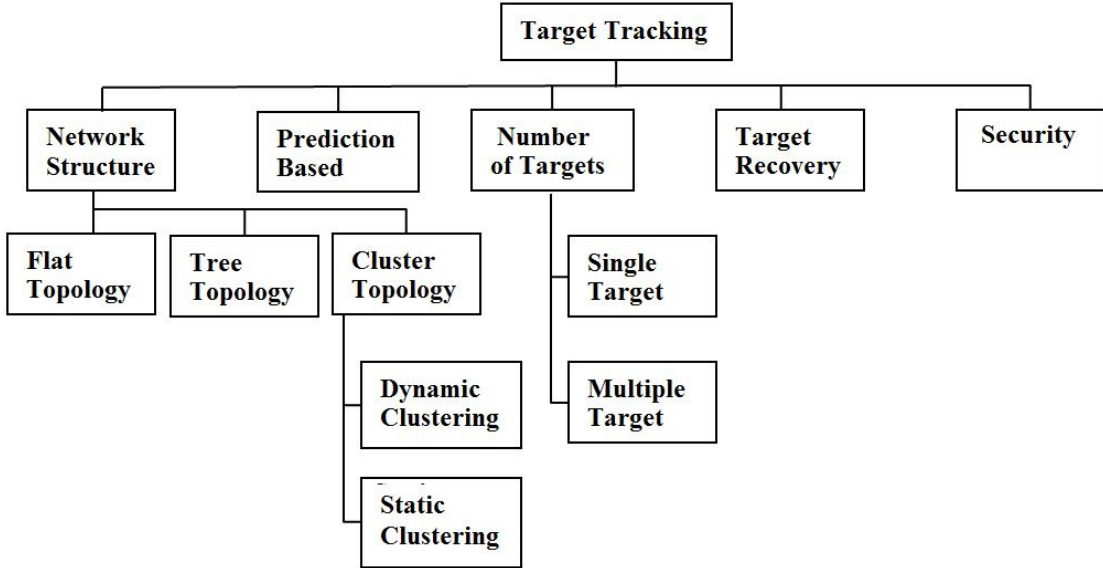 Target Tracking
Network
Structure
Prediction
Based
Number
of Targets
Target
Recovery
Security
Flat
Topology
Tree
Topology
Cluster
Topology
Single
Target
Dynamic
Clustering
Multiple
Target
Static
Clustering